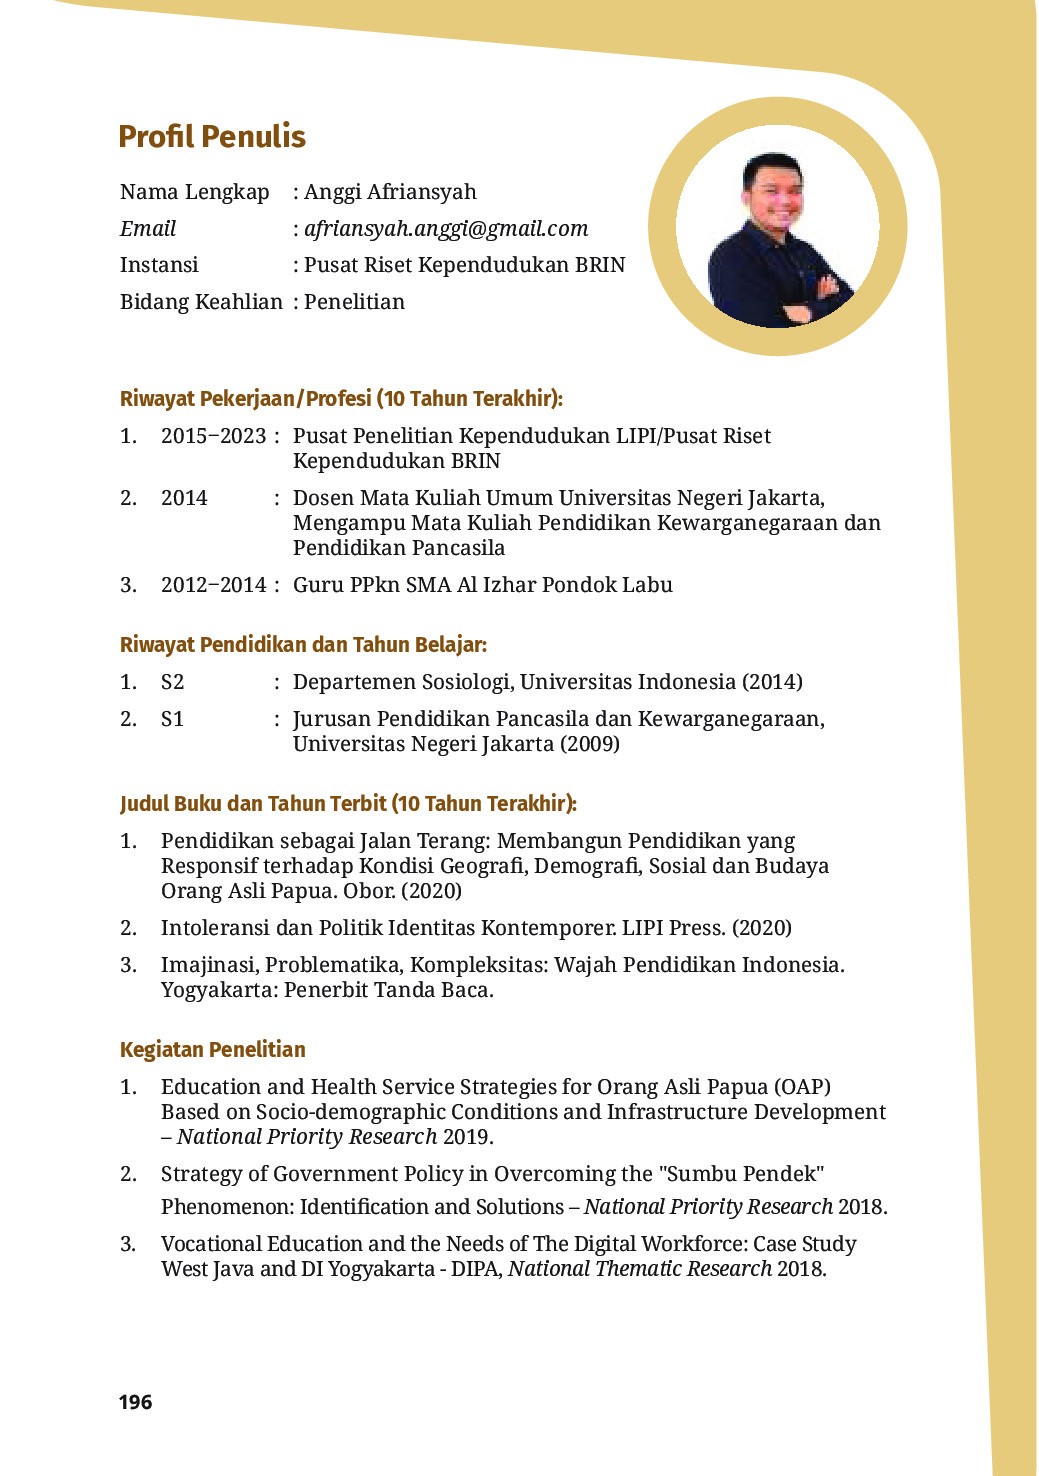 Profil Penulis
Nama Lengkap : Anggi Afriansyah
Email : afriansyah.anggi@gmail.com
Instansi : Pusat Riset Kependudukan BRIN
Bidang Keahlian : Penelitian
Riwayat Pekerjaan/Profesi (10 Tahun Terakhir):
1. 2015–2023 : Pusat Penelitian Kependudukan LIPI/Pusat Riset
Kependudukan BRIN
2. 2014 : Dosen Mata Kuliah Umum Universitas Negeri Jakarta,
Mengampu Mata Kuliah Pendidikan Kewarganegaraan dan
Pendidikan Pancasila
3. 2012–2014 : Guru PPkn SMA Al Izhar Pondok Labu
Riwayat Pendidikan dan Tahun Belajar:
1. S2 : Departemen Sosiologi, Universitas Indonesia (2014)
2. S1 : Jurusan Pendidikan Pancasila dan Kewarganegaraan,
Universitas Negeri Jakarta (2009)
Judul Buku dan Tahun Terbit (10 Tahun Terakhir):
1. Pendidikan sebagai Jalan Terang: Membangun Pendidikan yang
Responsif terhadap Kondisi Geografi, Demografi, Sosial dan Budaya
Orang Asli Papua. Obor. (2020)
2. Intoleransi dan Politik Identitas Kontemporer. LIPI Press. (2020)
3. Imajinasi, Problematika, Kompleksitas: Wajah Pendidikan Indonesia.
Yogyakarta: Penerbit Tanda Baca.
Kegiatan Penelitian
1. Education and Health Service Strategies for Orang Asli Papua (OAP)
Based on Socio-demographic Conditions and Infrastructure Development
– National Priority Research 2019.
2. Strategy of Government Policy in Overcoming the "Sumbu Pendek"
Phenomenon: Identification and Solutions – National Priority Research 2018.
3. Vocational Education and the Needs of The Digital Workforce: Case Study
West Java and DI Yogyakarta - DIPA, National Thematic Research 2018.
196